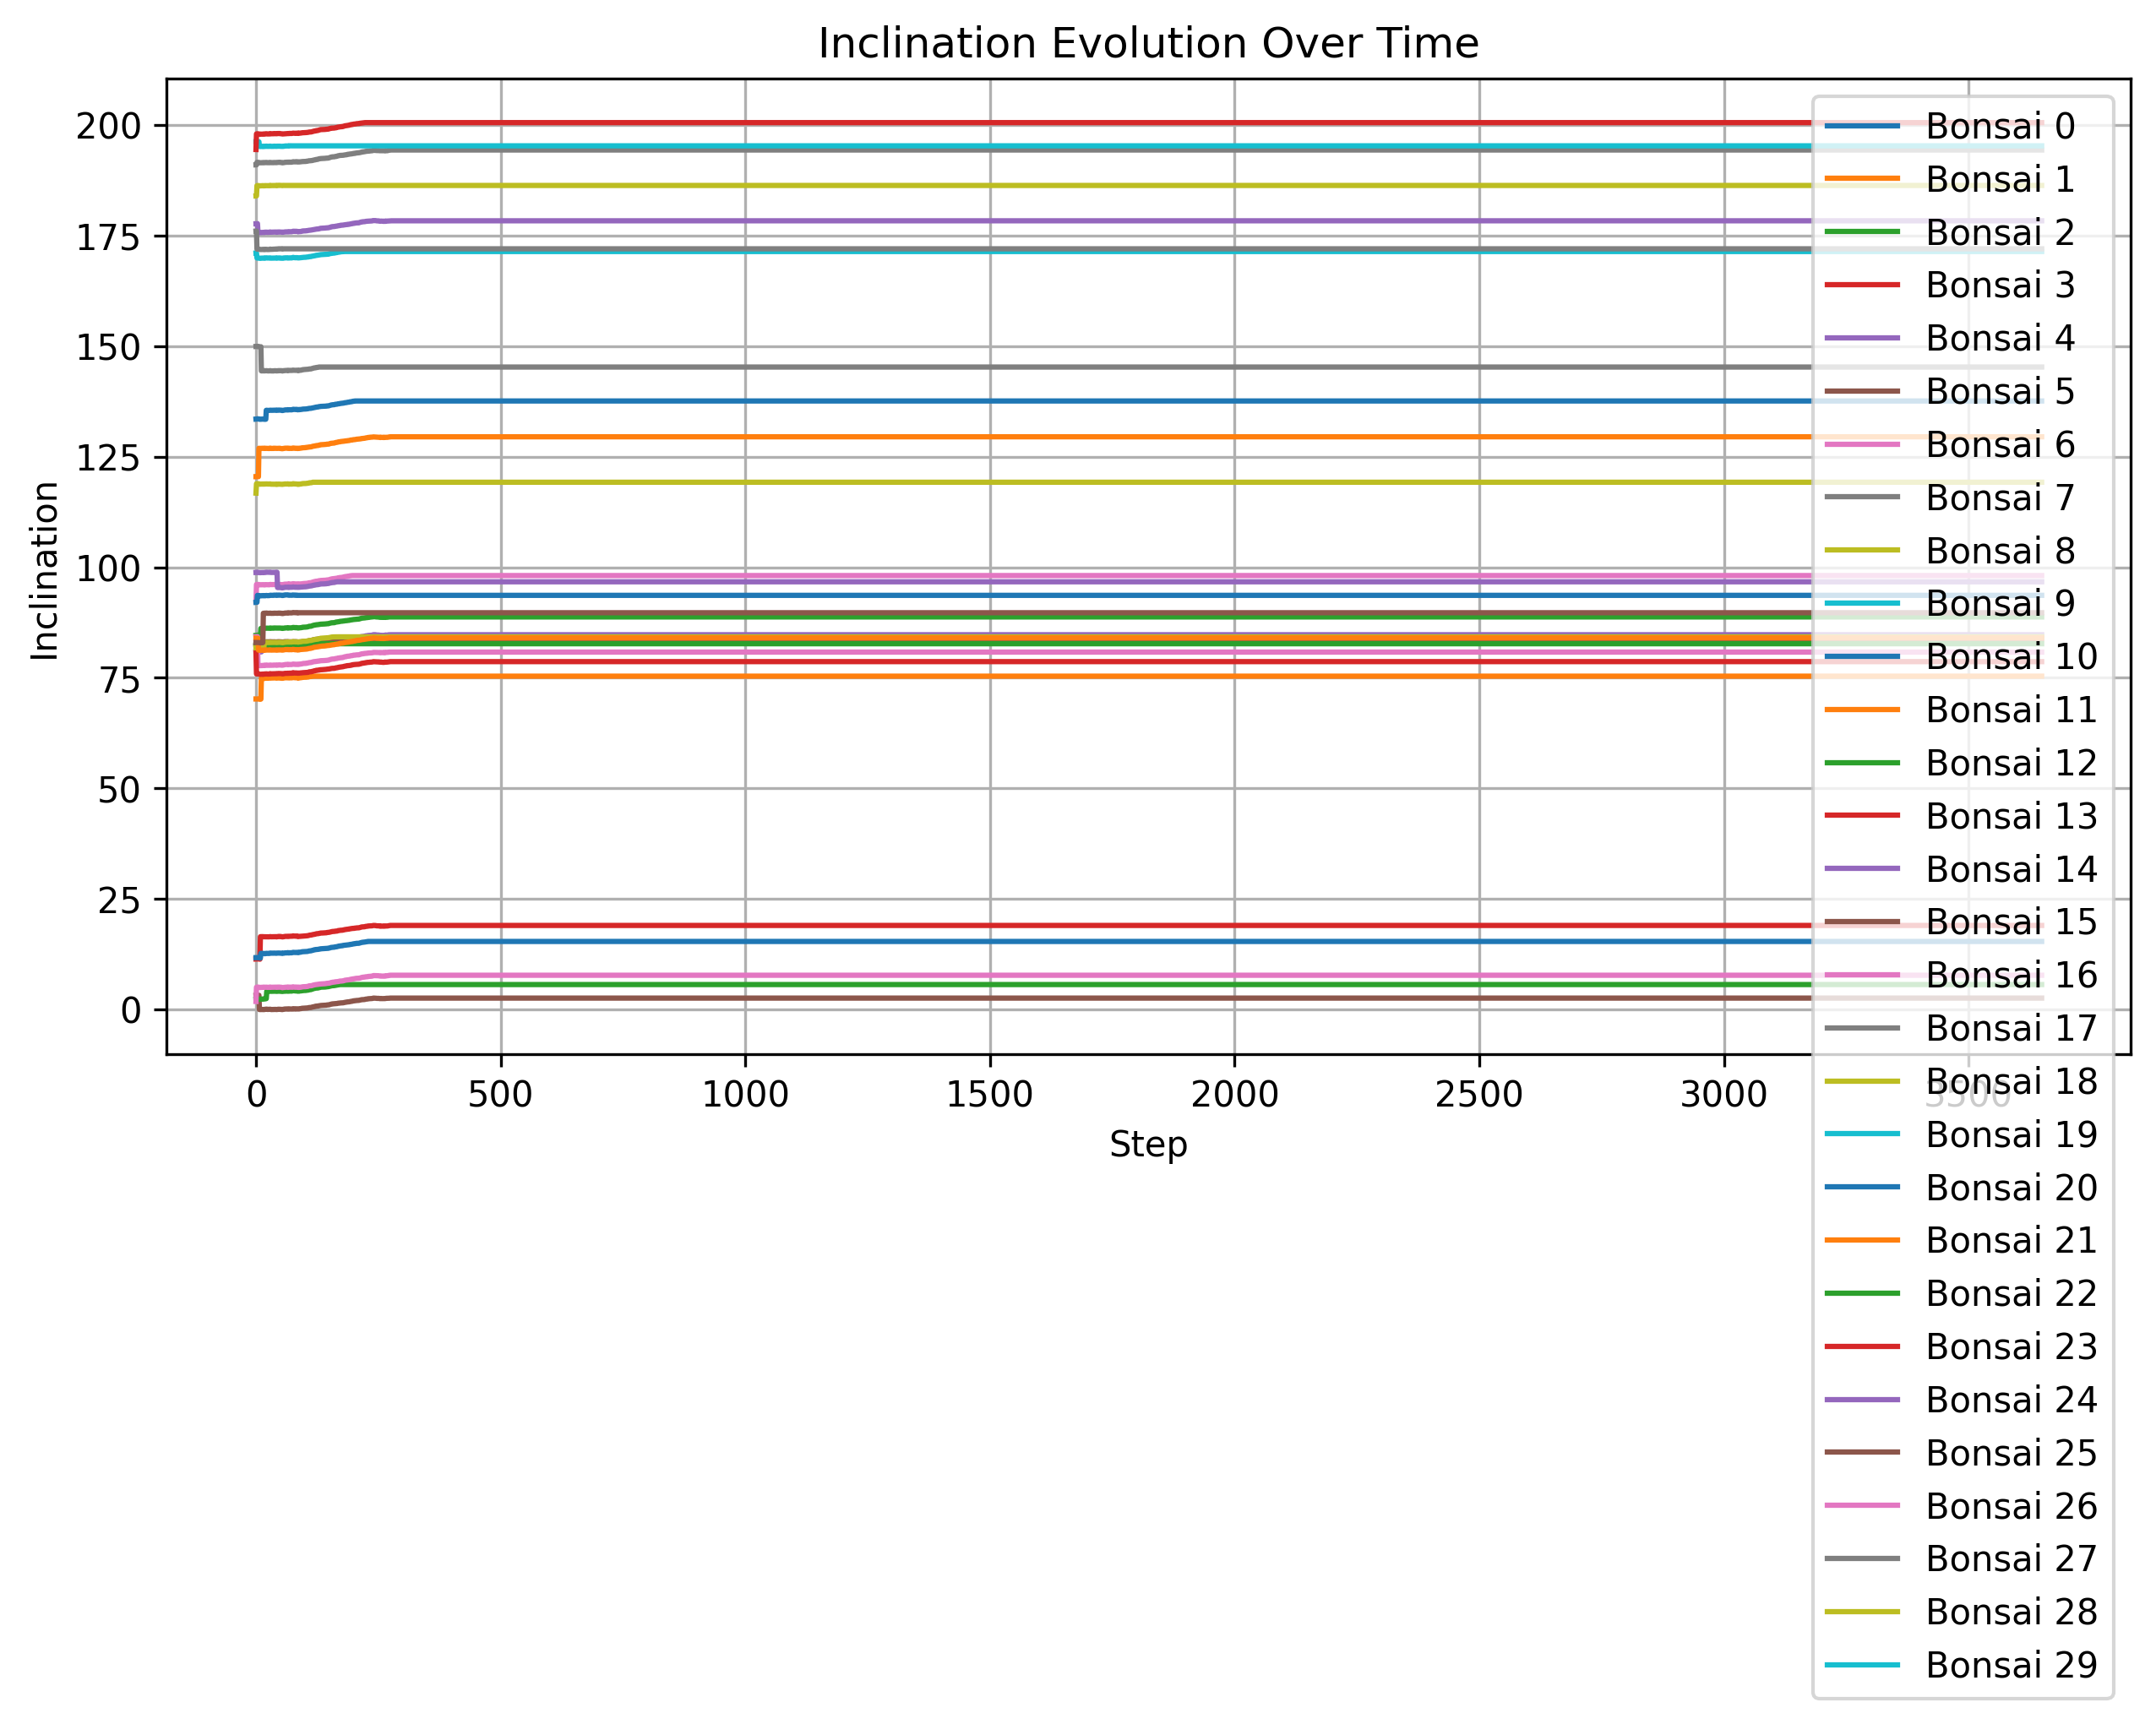 Inclination Evolution Over Time
200
175
150
125
100
75
50
25
0
Inclination
0
500
1000
1500
2000
2500
3000
3500
Step
Bonsai 0
Bonsai 1
Bonsai 2
Bonsai 3
Bonsai 4
Bonsai 5
Bonsai 6
Bonsai 7
Bonsai 8
Bonsai 9
Bonsai 10
Bonsai 11
Bonsai 12
Bonsai 13
Bonsai 14
Bonsai 15
Bonsai 16
Bonsai 17
Bonsai 18
Bonsai 19
Bonsai 20
Bonsai 21
Bonsai 22
Bonsai 23
Bonsai 24
Bonsai 25
Bonsai 26
Bonsai 27
Bonsai 28
Bonsai 29